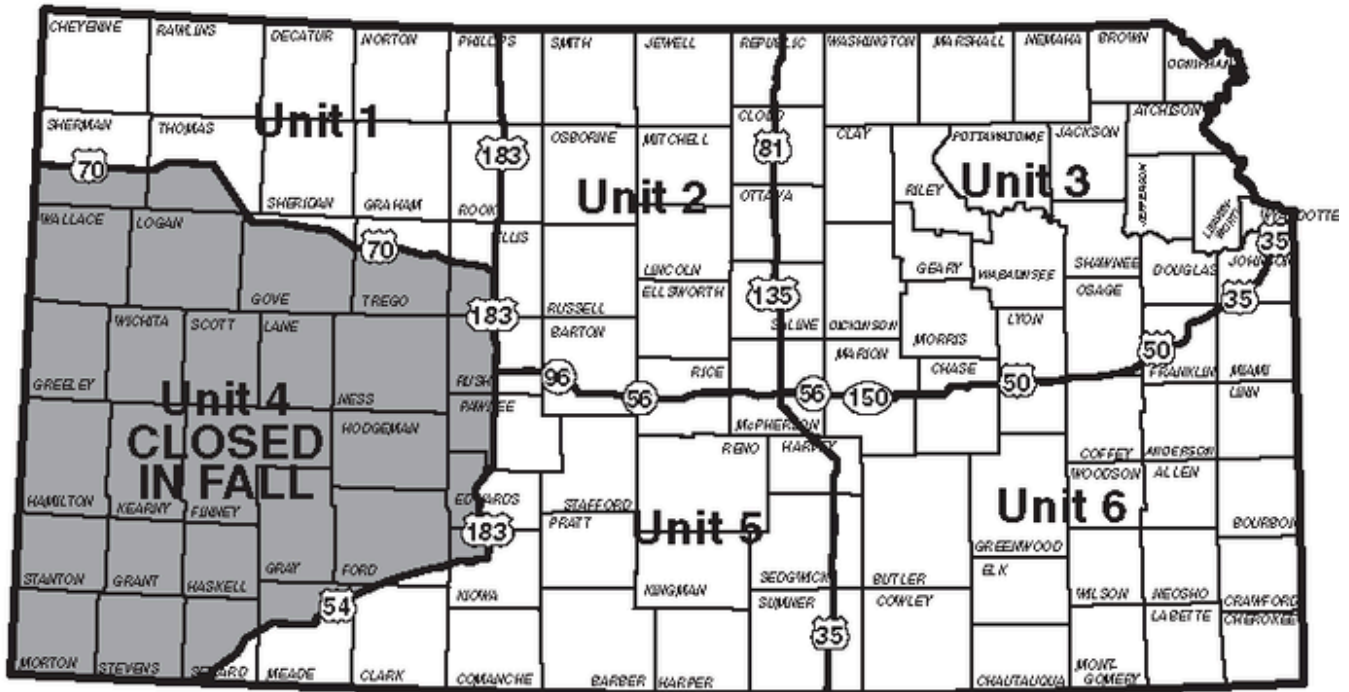 CHEYENNE RAWLINS DECATUR NORTON PHILLIPS SMITH JEWELL REPUBLIC WASHINGTON MARSHALL NEMAHA BROWN
DONIPHAN
ATCHISON
SHERMAN THOMAS Unit 1 183 OSBORNE MITCHELL CLOUD 81 CLAY POTTAWATOMIE JACKSON
70 Unit 2 OTTAWA RILEY Unit 3 JEFFERSON
SHERIDAN GRAHAM ROOK
WALLACE LOGAN ELLIS WYANDOTTE
70 LINCOLN GEARY WABAUNSEE SHAWNEE DOUGLAS JOHNSON 35
GOVE TREGO 183 RUSSELL ELLSWORTH 135 OSAGE 35
WICHITA SCOTT LANE BARTON SALINE DICKINSON MORRIS LYON
GREELEY NESS RUSH 96 RICE MARION CHASE 50 50 FRANKLIN MIAMI
Unit 4 PAWNEE 56 56 150 LINN
CLOSED HODGEMAN McPHERSON
IN FALL RENO HARVEY COFFEY ANDERSON
HAMILTON KEARNY FINNEY EDWARDS STAFFORD WOODSON ALLEN
183 PRATT Unit 5 Unit 6 BOURBON
GREENWOOD
STANTON GRANT HASKELL GRAY FORD KIOWA KINGMAN SEDGWICK BUTLER ELK
54 SUMNER COWLEY WILSON NEOSHO CRAWFORD
35 LABETTE CHEROKEE
MORTON STEVENS SEWARD MEADE CLARK COMANCHE BARBER HARPER CHAUTAUQUA MONT-
GOMERY